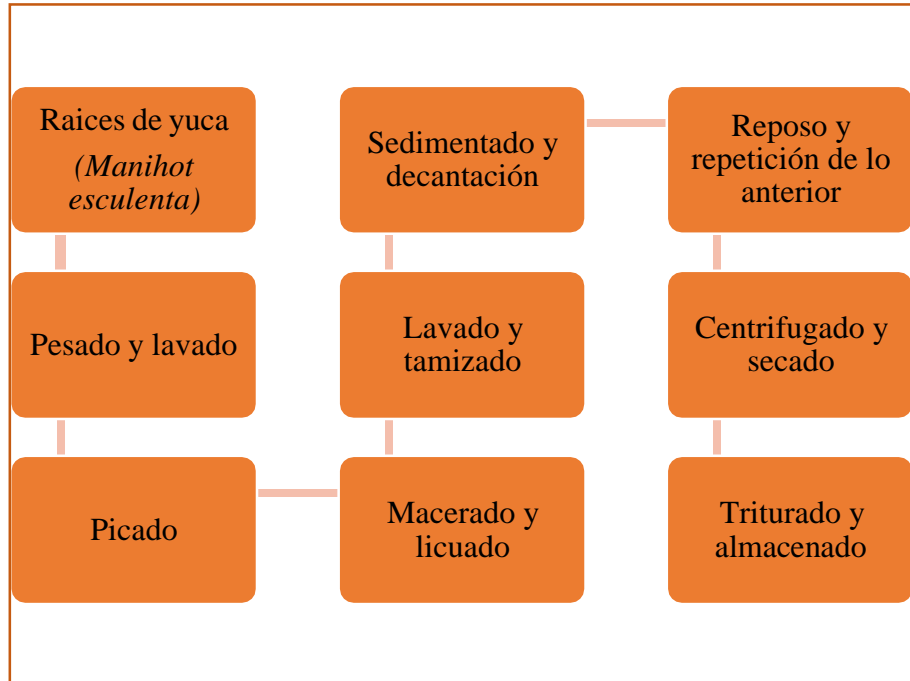 Raices de yuca
(Manihot
esculenta)
Pesado y lavado
Picado
Macerado y
licuado
Lavado y
tamizado
Sedimentado y
decantación
Reposo y
repetición de lo
anterior
Centrifugado y
secado
Triturado y
almacenado